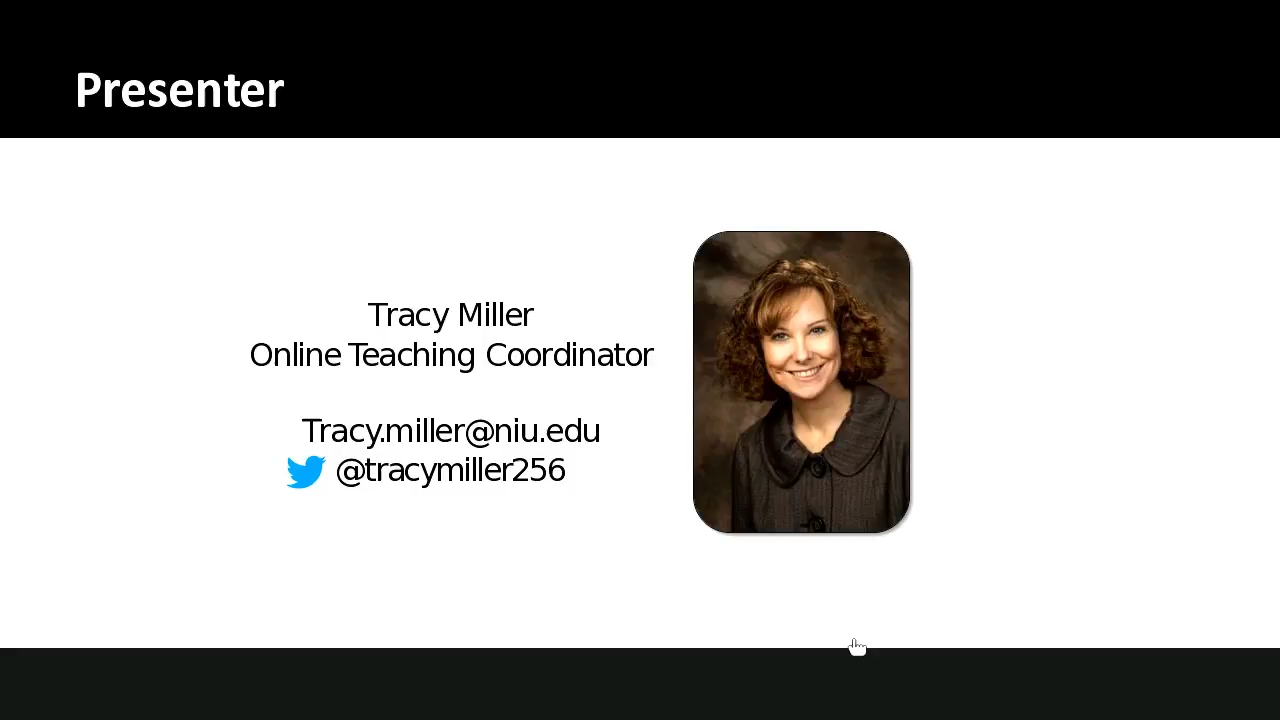 Presenter
Tracy Miller
Online Teaching Coordinator
Tracy.miller@niu.edu
@tracymiller256